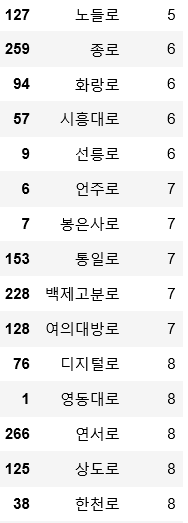 127 노들로 5
259 종로 6
94 화랑로 6
57 시흥대로 6
9 선릉로 6
6 언주로 7
7 봉은사로 7
153 통일로 7
228 백제고분로 7
128 여의대방로 7
76 디지털로 8
1 영동대로 8
266 연서로 8
125 상도로 8
38 한천로 8